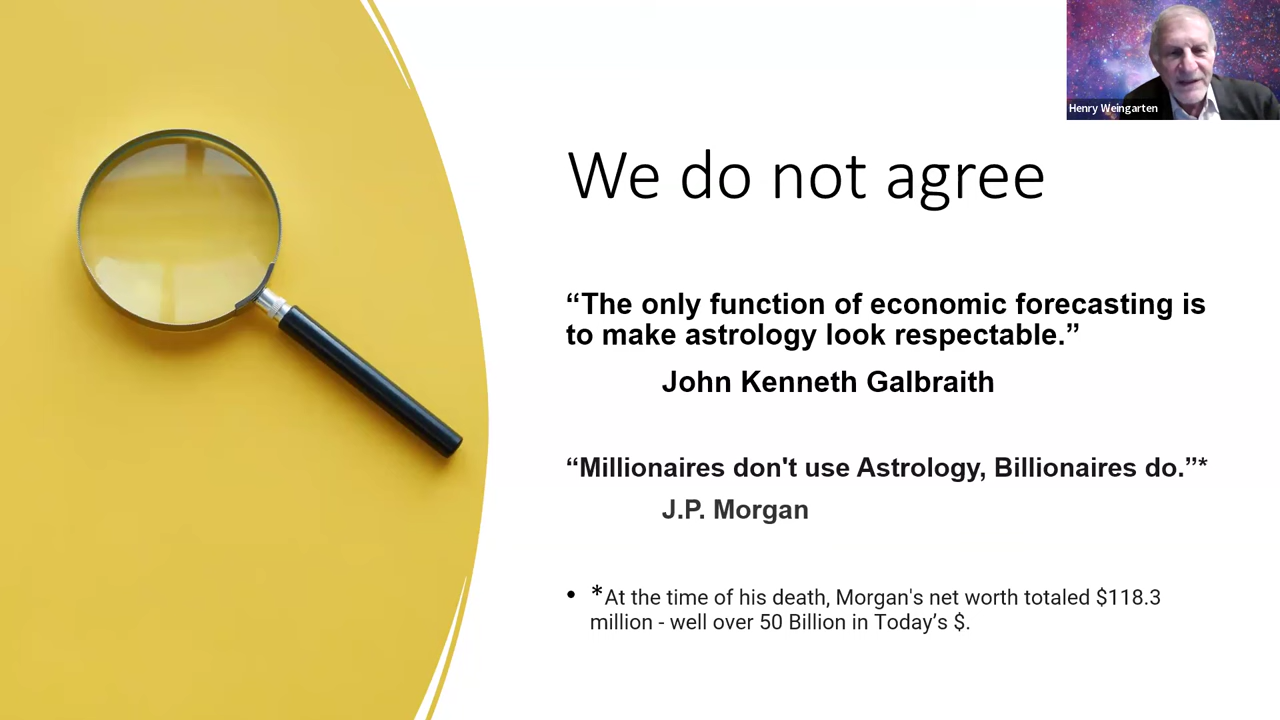 Henry Weingarten
We do not agree
“The only function of economic forecasting is
to make astrology look respectable.”
John Kenneth Galbraith
“Millionaires don't use Astrology, Billionaires do.”*
J.P. Morgan
• *At the time of his death, Morgan's net worth totaled $118.3
million - well over 50 Billion in Today’s $.